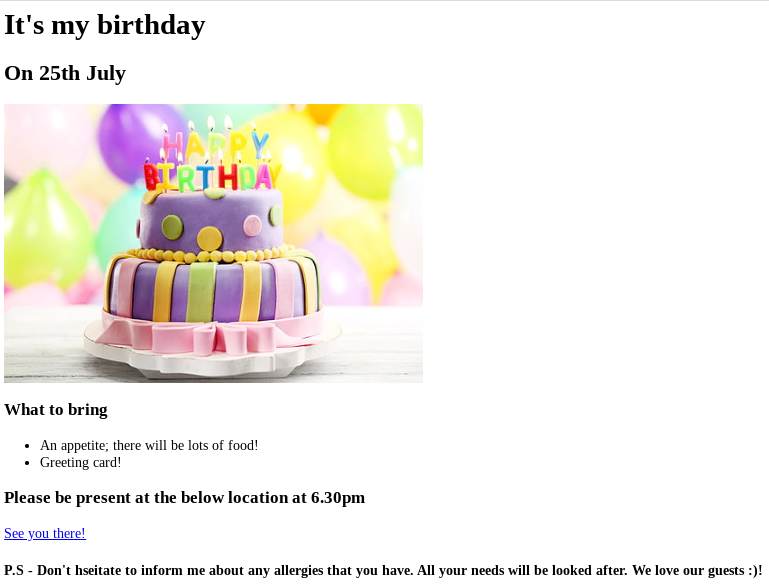 It's my birthday
On 25th July
HAPPY
BIRTHDAY
What to bring
An appetite; there will be lots of food!
Greeting card!
Please be present at the below location at 6.30pm
See you there!
P.S - Don't hseitate to inform me about any allergies that you have. All your needs will be looked after. We love our guests :)!